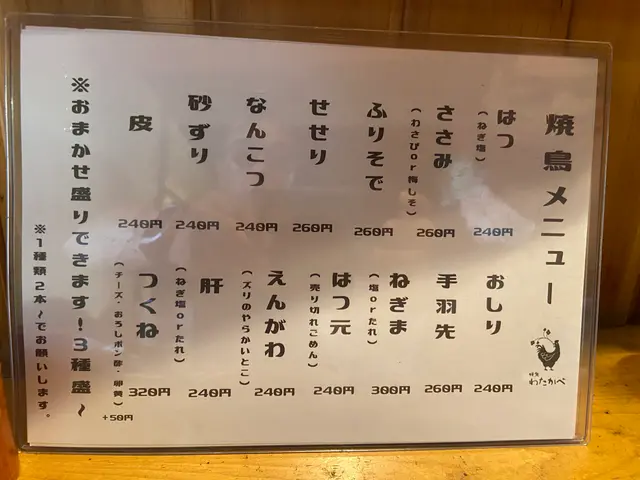 焼鳥メニュー
はつ
(ねぎ塩)
240円
ささみ
(わさびor梅しそ)
260円
ふりそで
260円
せせり
260円
なんこつ
240円
砂ずり
240円
皮
240円
おしり
240円
手羽先
260円
ねぎま
(塩orたれ)
300円
はつ元
(売り切れごめん)
240円
えんがわ
(ズリのやらかいとこ)
240円
肝
(ねぎ塩orたれ)
240円
つくね
(チーズ・おろしポン酢・卵黄)
+50円
320円
※おまかせ盛りできます!3種盛~
※1種類2本~でお願いします。
わたかべ